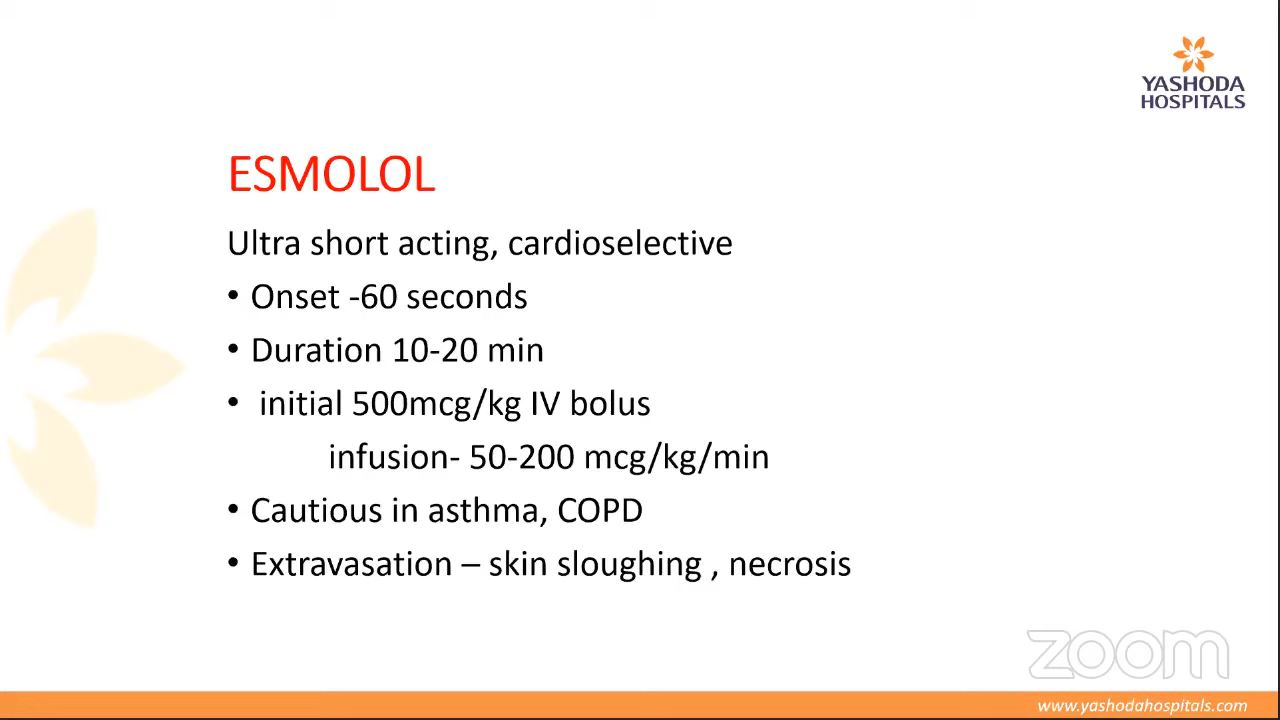 YASHODA
HOSPITALS
ESMOLOL
Ultra short acting, cardioselective
• Onset -60 seconds
• Duration 10-20 min
• initial 500mcg/kg IV bolus
infusion- 50-200 mcg/kg/min
• Cautious in asthma, COPD
• Extravasation – skin sloughing , necrosis
zoom
www.yashodahospitals.com